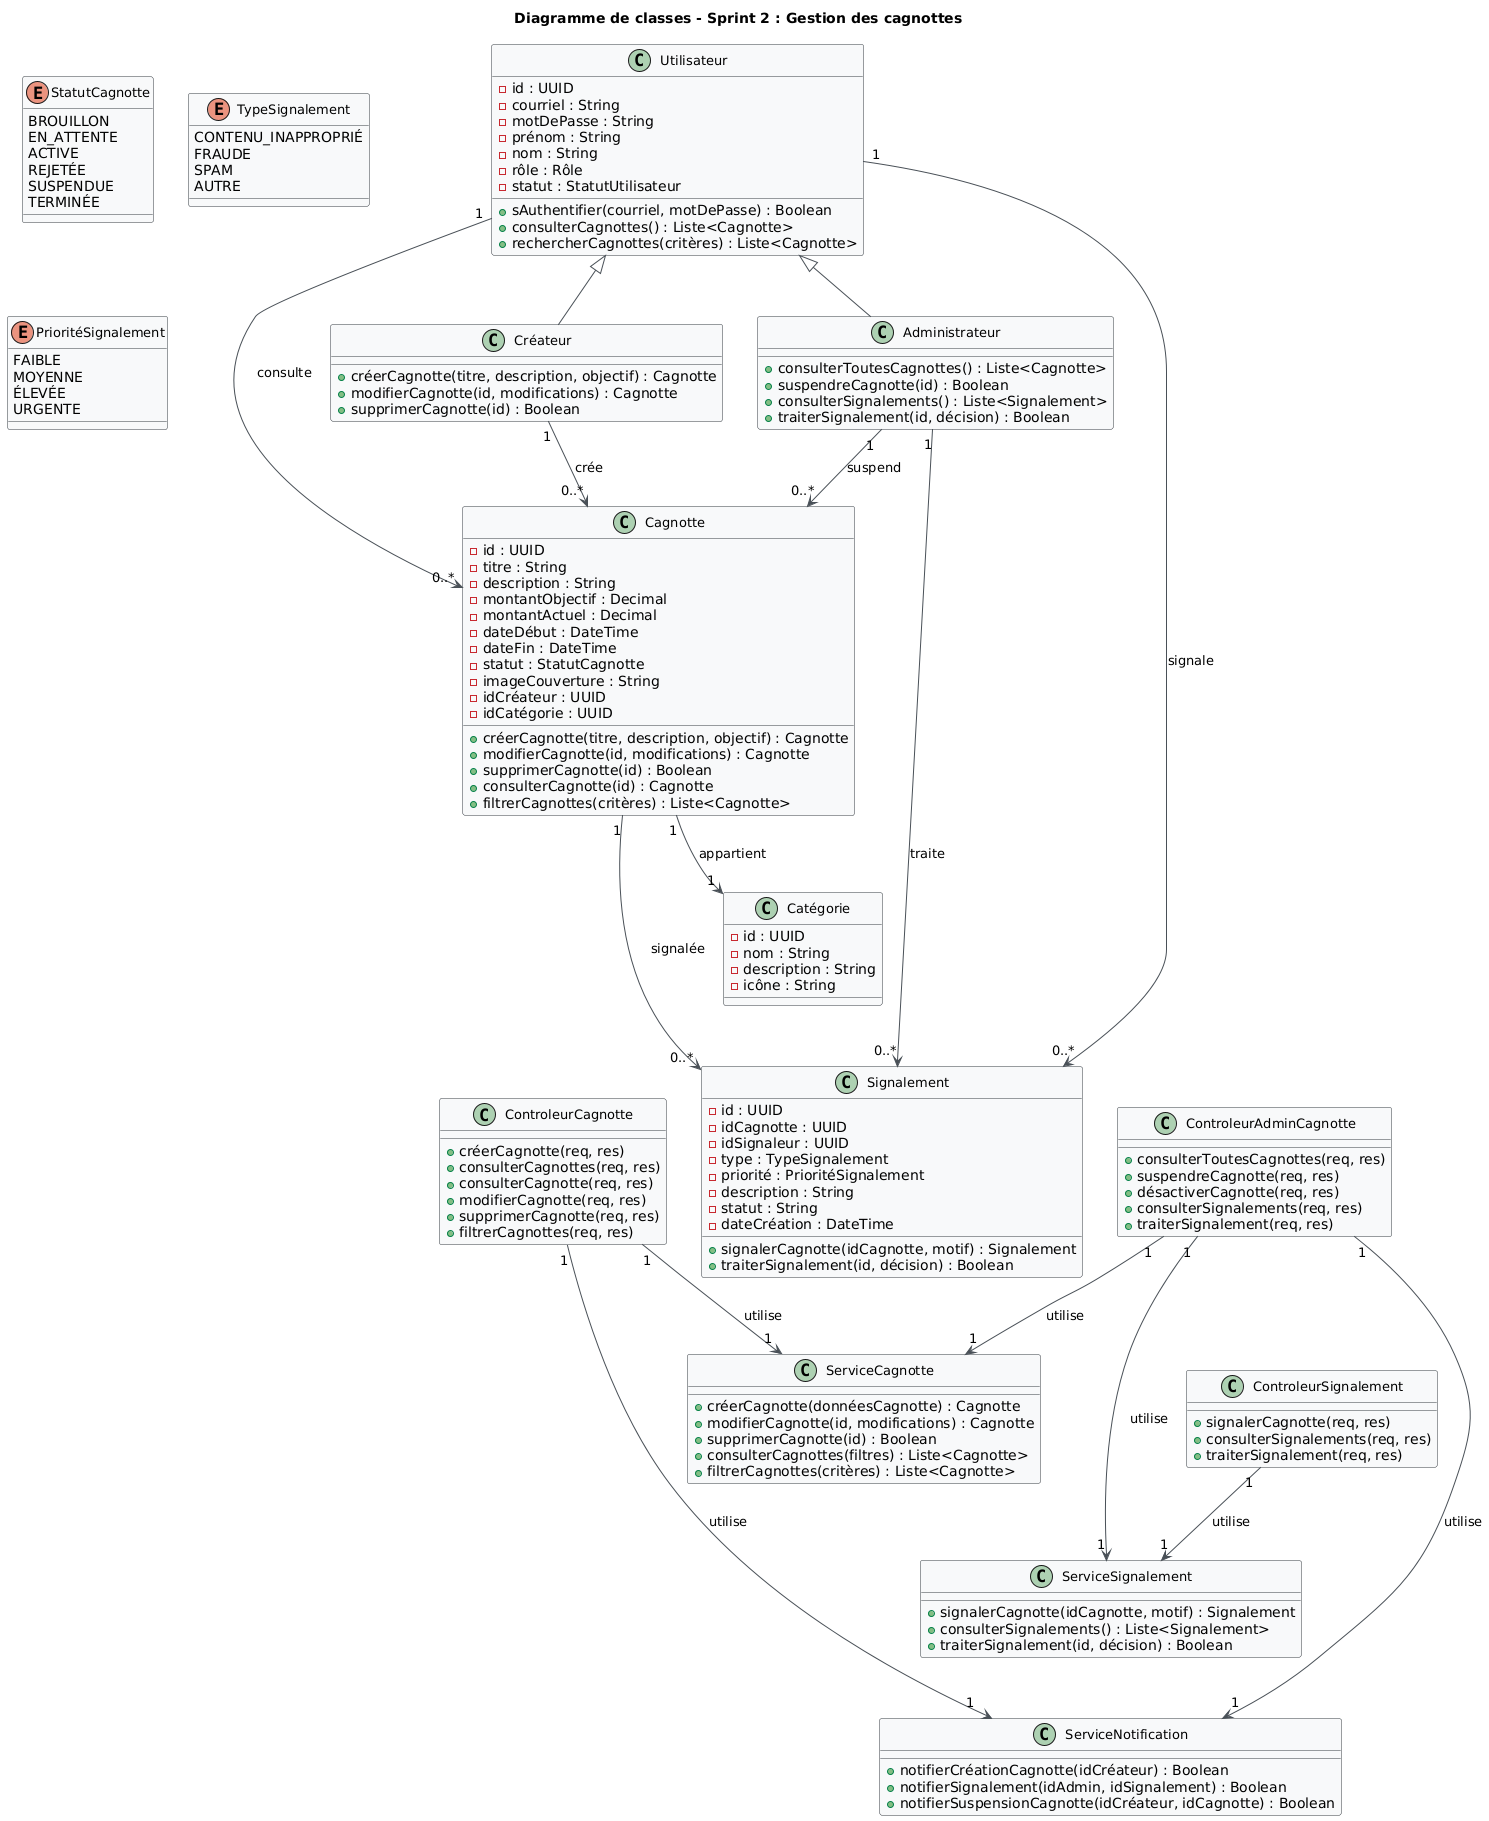 Diagramme de classes - Sprint 2 : Gestion des cagnottes
E StatutCagnotte
BROUILLON
EN_ATTENTE
ACTIVE
REJETÉE
SUSPENDUE
TERMINÉE
E TypeSignalement
CONTENU_INAPPROPRIÉ
FRAUDE
SPAM
AUTRE
C Utilisateur
id : UUID
courriel : String
motDePasse : String
prénom : String
nom : String
rôle : Rôle
statut : StatutUtilisateur
sAuthentifier(courriel, motDePasse) : Boolean
consulterCagnottes() : Liste<Cagnotte>
rechercherCagnottes(critères) : Liste<Cagnotte>
1
1
E PrioritéSignalement
FAIBLE
MOYENNE
ÉLEVÉE
URGENTE
consulte
C Créateur
créerCagnotte(titre, description, objectif) : Cagnotte
modifierCagnotte(id, modifications) : Cagnotte
supprimerCagnotte(id) : Boolean
C Administrateur
consulterToutesCagnottes() : Liste<Cagnotte>
suspendreCagnotte(id) : Boolean
consulterSignalements() : Liste<Signalement>
traiterSignalement(id, décision) : Boolean
1
1
1
crée
suspend
0..*
0..*
0..*
C Cagnotte
id : UUID
titre : String
description : String
montantObjectif : Decimal
montantActuel : Decimal
dateDébut : DateTime
dateFin : DateTime
statut : StatutCagnotte
imageCouverture : String
idCréateur : UUID
idCatégorie : UUID
créerCagnotte(titre, description, objectif) : Cagnotte
modifierCagnotte(id, modifications) : Cagnotte
supprimerCagnotte(id) : Boolean
consulterCagnotte(id) : Cagnotte
filtrerCagnottes(critères) : Liste<Cagnotte>
signale
1
1
appartient
traite
1
C Catégorie
id : UUID
nom : String
description : String
icône : String
signalée
0..*
0..*
0..*
C Signalement
id : UUID
idCagnotte : UUID
idSignaleur : UUID
type : TypeSignalement
priorité : PrioritéSignalement
description : String
statut : String
dateCréation : DateTime
signalerCagnotte(idCagnotte, motif) : Signalement
traiterSignalement(id, décision) : Boolean
C ControleurCagnotte
créerCagnotte(req, res)
consulterCagnottes(req, res)
consulterCagnotte(req, res)
modifierCagnotte(req, res)
supprimerCagnotte(req, res)
filtrerCagnottes(req, res)
C ControleurAdminCagnotte
consulterToutesCagnottes(req, res)
suspendreCagnotte(req, res)
désactiverCagnotte(req, res)
consulterSignalements(req, res)
traiterSignalement(req, res)
1
1
1
1
1
utilise
utilise
1
1
C ServiceCagnotte
créerCagnotte(donnéesCagnotte) : Cagnotte
modifierCagnotte(id, modifications) : Cagnotte
supprimerCagnotte(id) : Boolean
consulterCagnottes(filtres) : Liste<Cagnotte>
filtrerCagnottes(critères) : Liste<Cagnotte>
utilise
C ControleurSignalement
signalerCagnotte(req, res)
consulterSignalements(req, res)
traiterSignalement(req, res)
1
utilise
utilise
utilise
1
1
C ServiceSignalement
signalerCagnotte(idCagnotte, motif) : Signalement
consulterSignalements() : Liste<Signalement>
traiterSignalement(id, décision) : Boolean
1
1
C ServiceNotification
notifierCréationCagnotte(idCréateur) : Boolean
notifierSignalement(idAdmin, idSignalement) : Boolean
notifierSuspensionCagnotte(idCréateur, idCagnotte) : Boolean